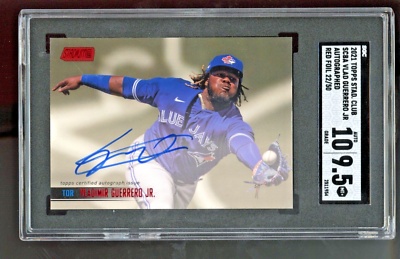 STADIUM
BLUE JAYS
topps certified autograph issue
TOR VLADIMIR GUERRERO JR.
2021 TOPPS STAD. CLUB
SCBA VLAD GUERRERO JR.
AUTOGRAPHED
RED FOIL 22/50
AUTO
10
9.5
GRADE
SGC